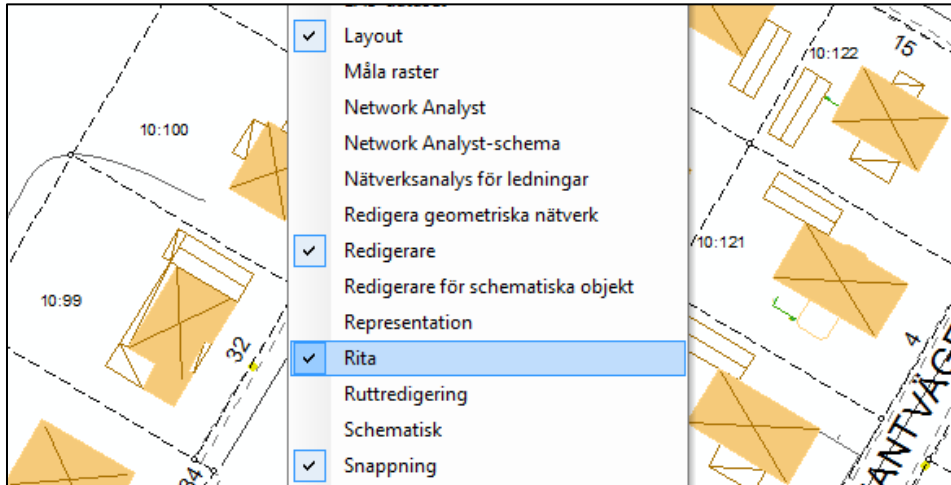 Layout
Måla raster
Network Analyst
Network Analyst-schema
Nätverksanalys för ledningar
Redigera geometriska nätverk
Redigerare
Redigerare för schematiska objekt
Representation
Rita
Ruttredigering
Schematisk
Snappning
10:100
10:99
32
34
10:122
15
10:121
4